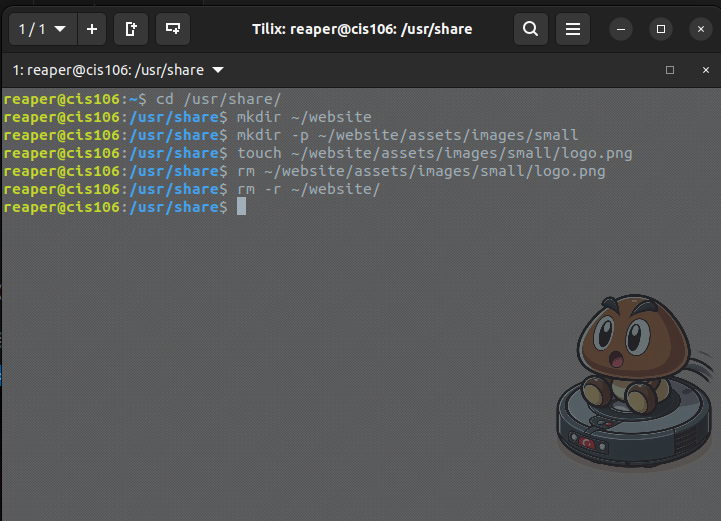 1 / 1
Tilix: reaper@cis106: /usr/share
1: reaper@cis106: /usr/share
reaper@cis106:~$ cd /usr/share/
reaper@cis106:/usr/share$ mkdir ~/website
reaper@cis106:/usr/share$ mkdir -p ~/website/assets/images/small
reaper@cis106:/usr/share$ touch ~/website/assets/images/small/logo.png
reaper@cis106:/usr/share$ rm ~/website/assets/images/small/logo.png
reaper@cis106:/usr/share$ rm -r ~/website/
reaper@cis106:/usr/share$